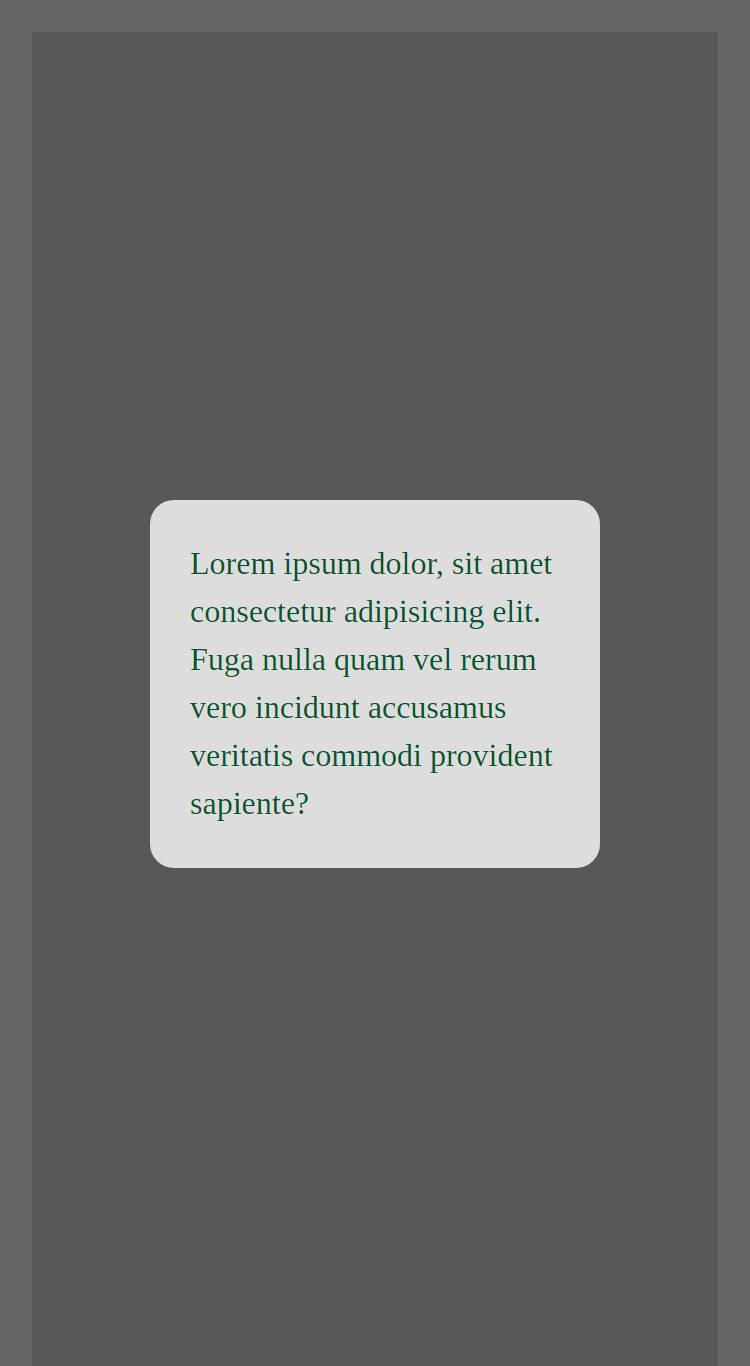 Lorem ipsum dolor, sit amet
consectetur adipisicing elit.
Fuga nulla quam vel rerum
vero incidunt accusamus
veritatis commodi provident
sapiente?